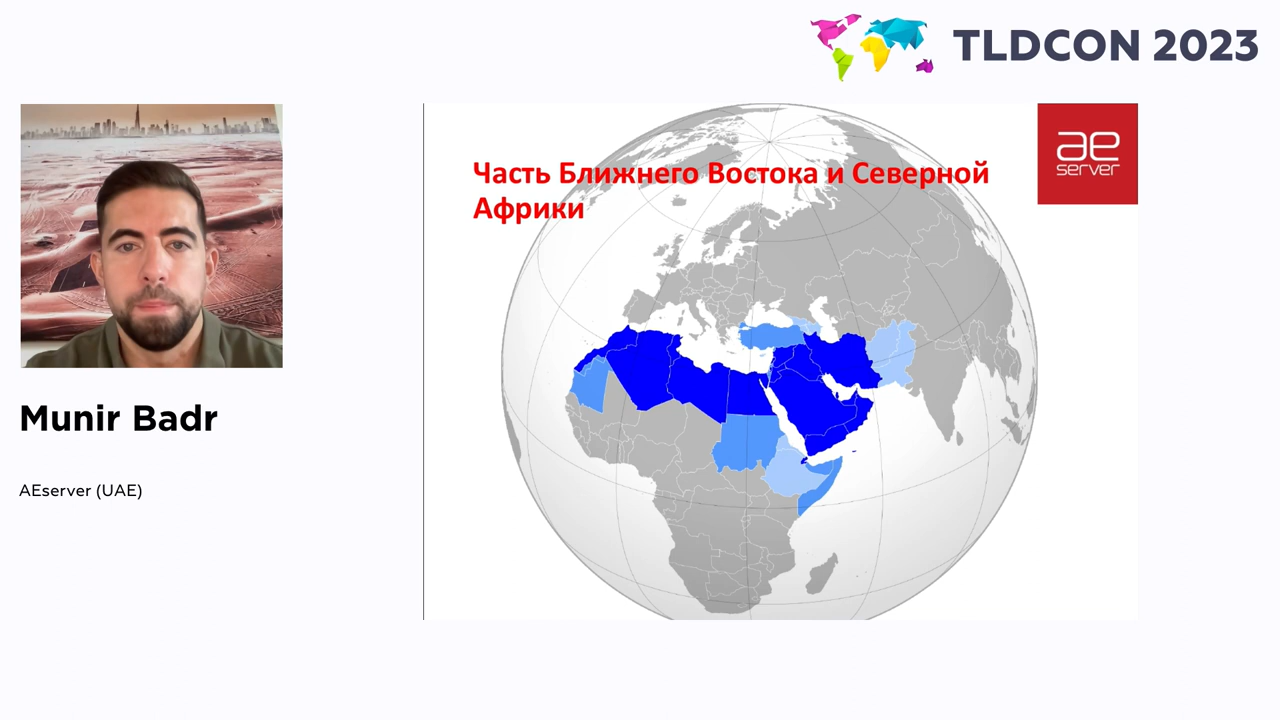 TLDCON 2023
ae
server
Часть Ближнего Востока и Северной
Африки
Munir Badr
AEserver (UAE)